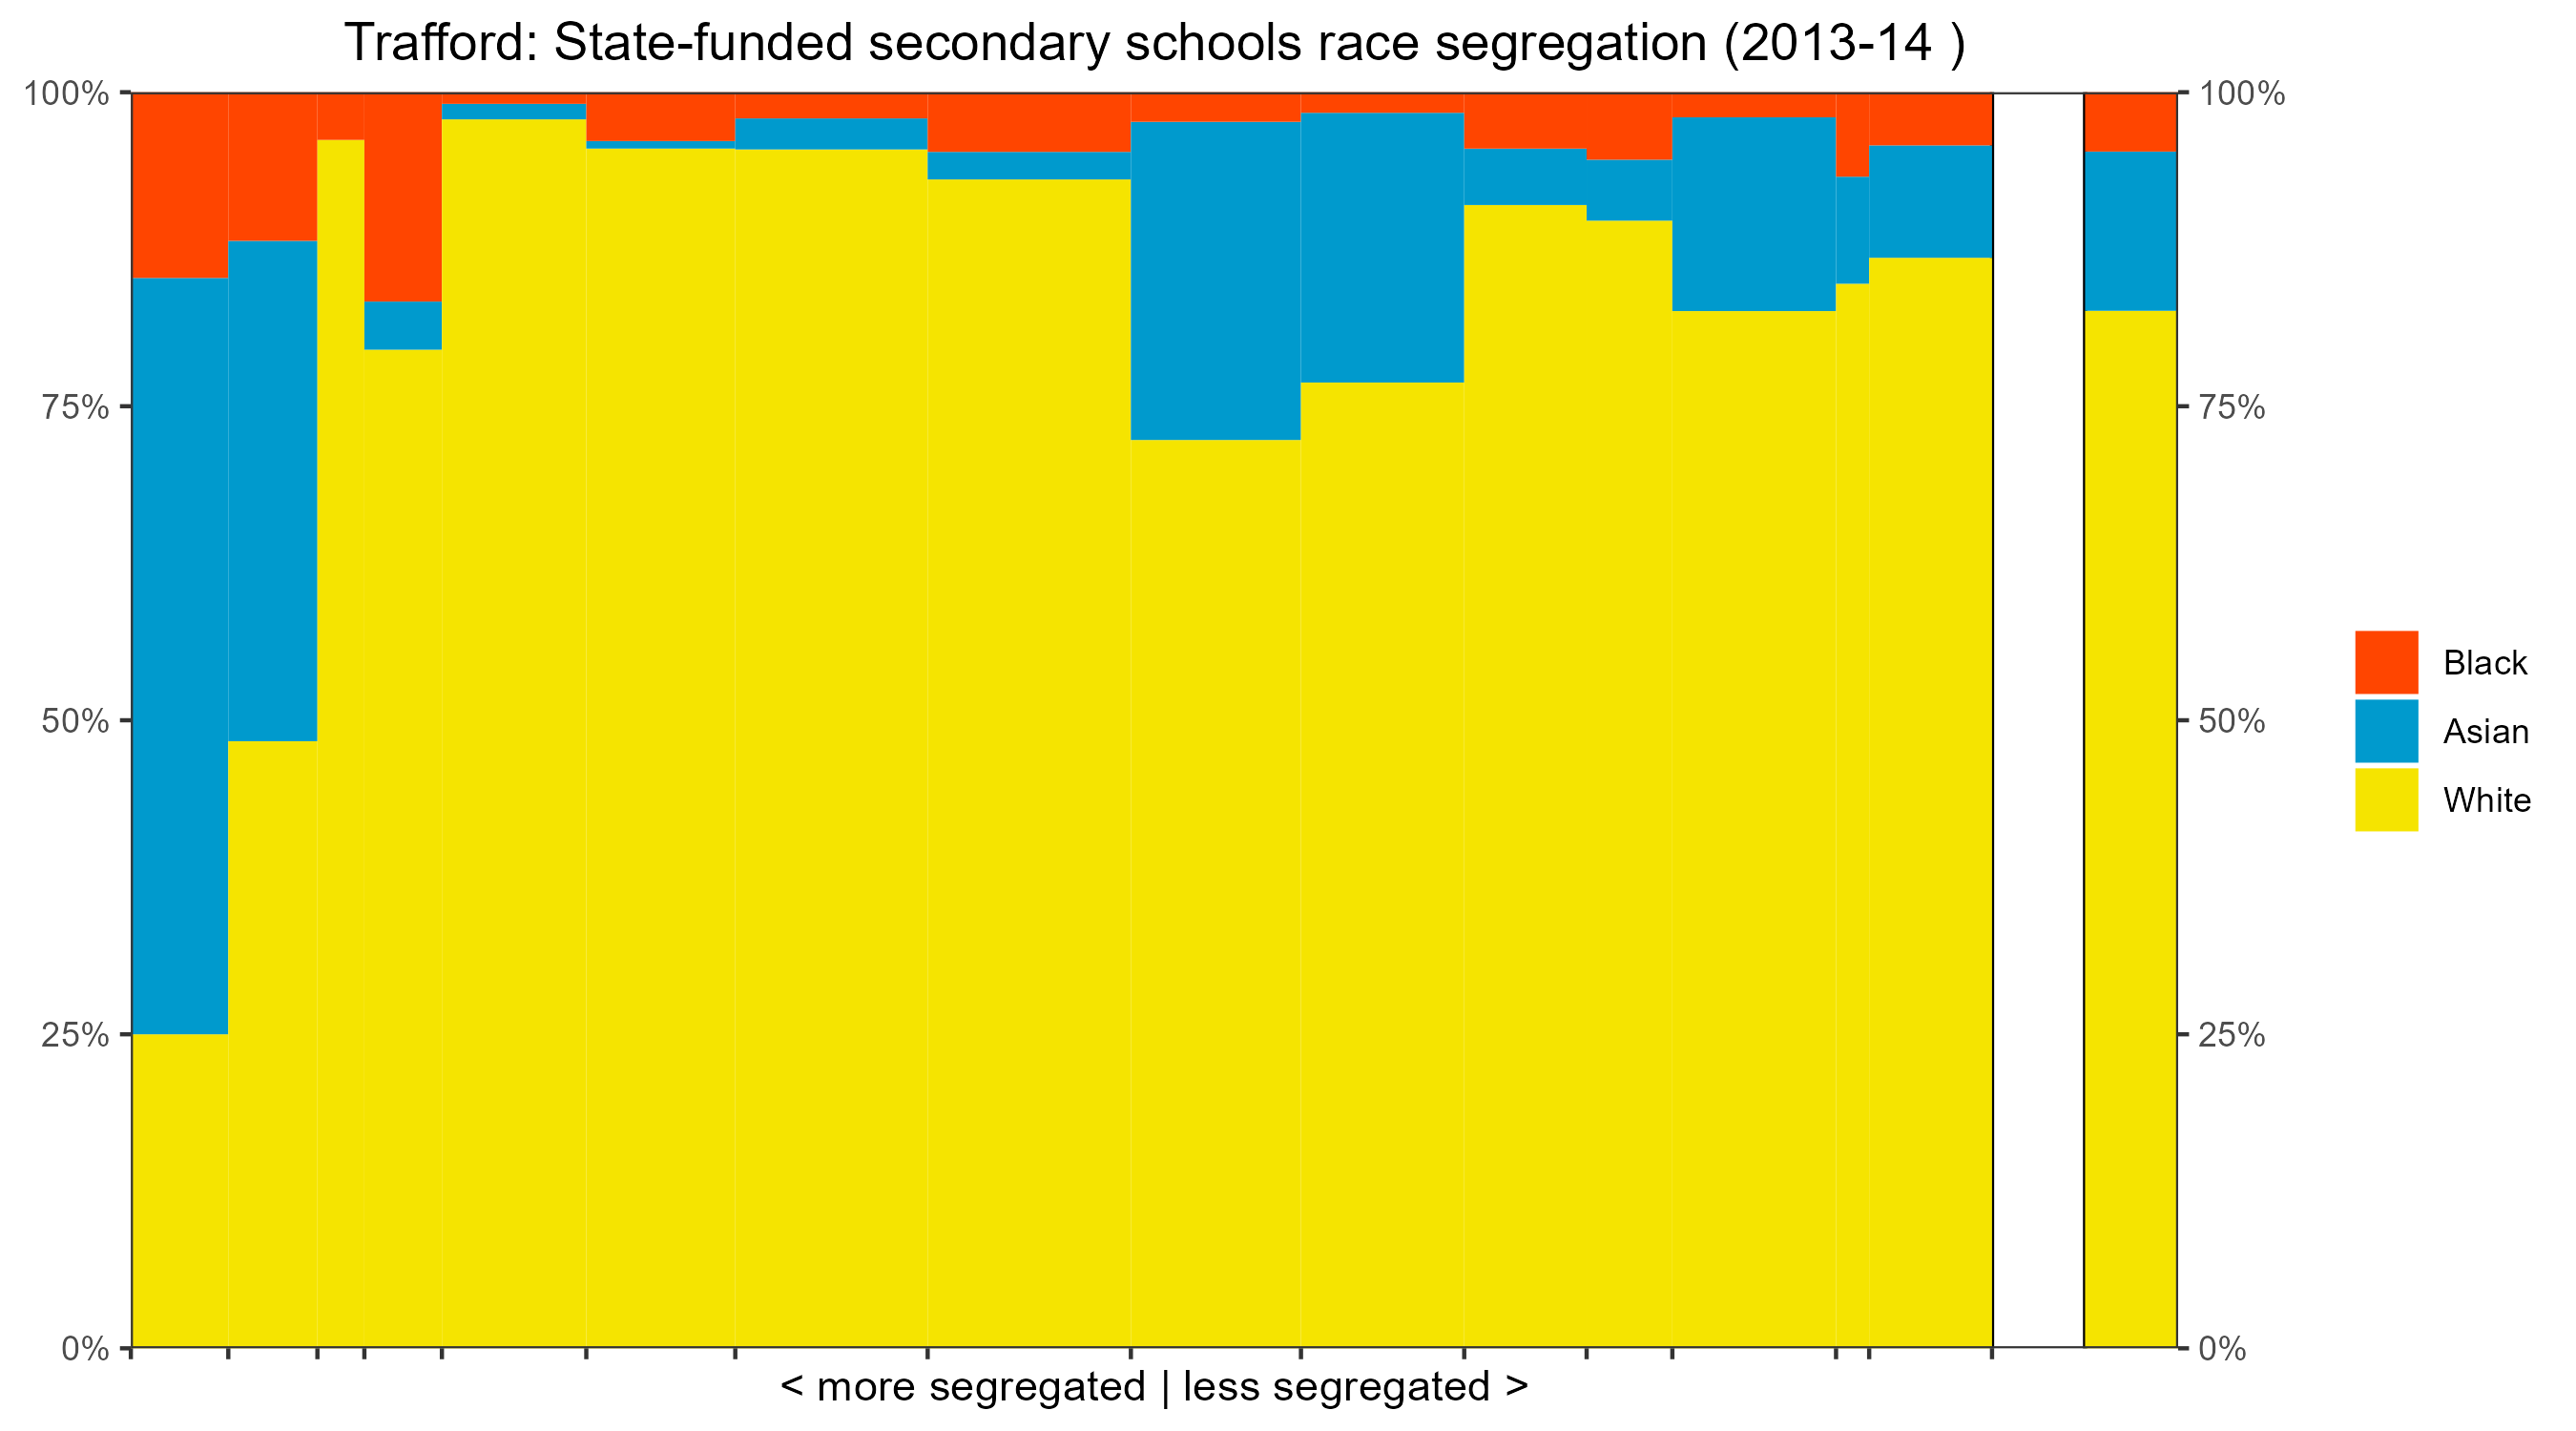 Trafford: State-funded secondary schools race segregation (2013-14 )
100%
75%
50%
25%
0%
100%
75%
50%
25%
0%
Black
Asian
White
< more segregated | less segregated >